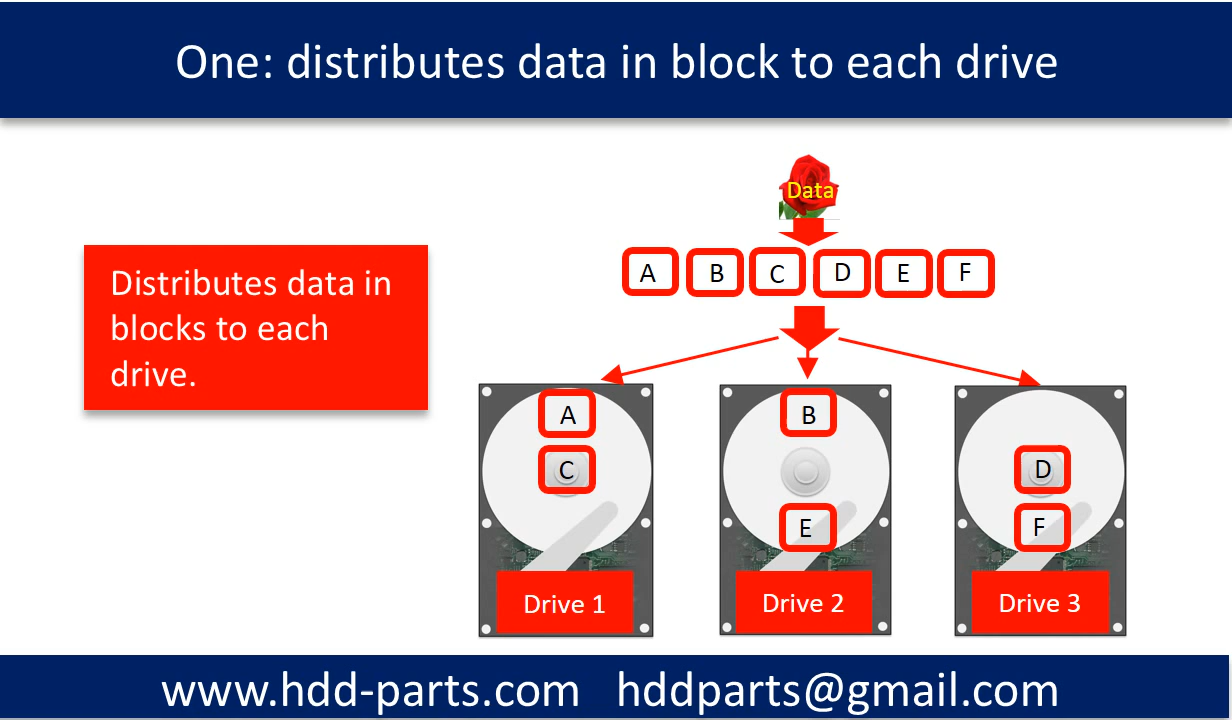 One: distributes data in block to each drive
Data
A B C D E F
Distributes data in
blocks to each
drive.
A
C
Drive 1
B
E
Drive 2
D
F
Drive 3
www.hdd-parts.com hddparts@gmail.com